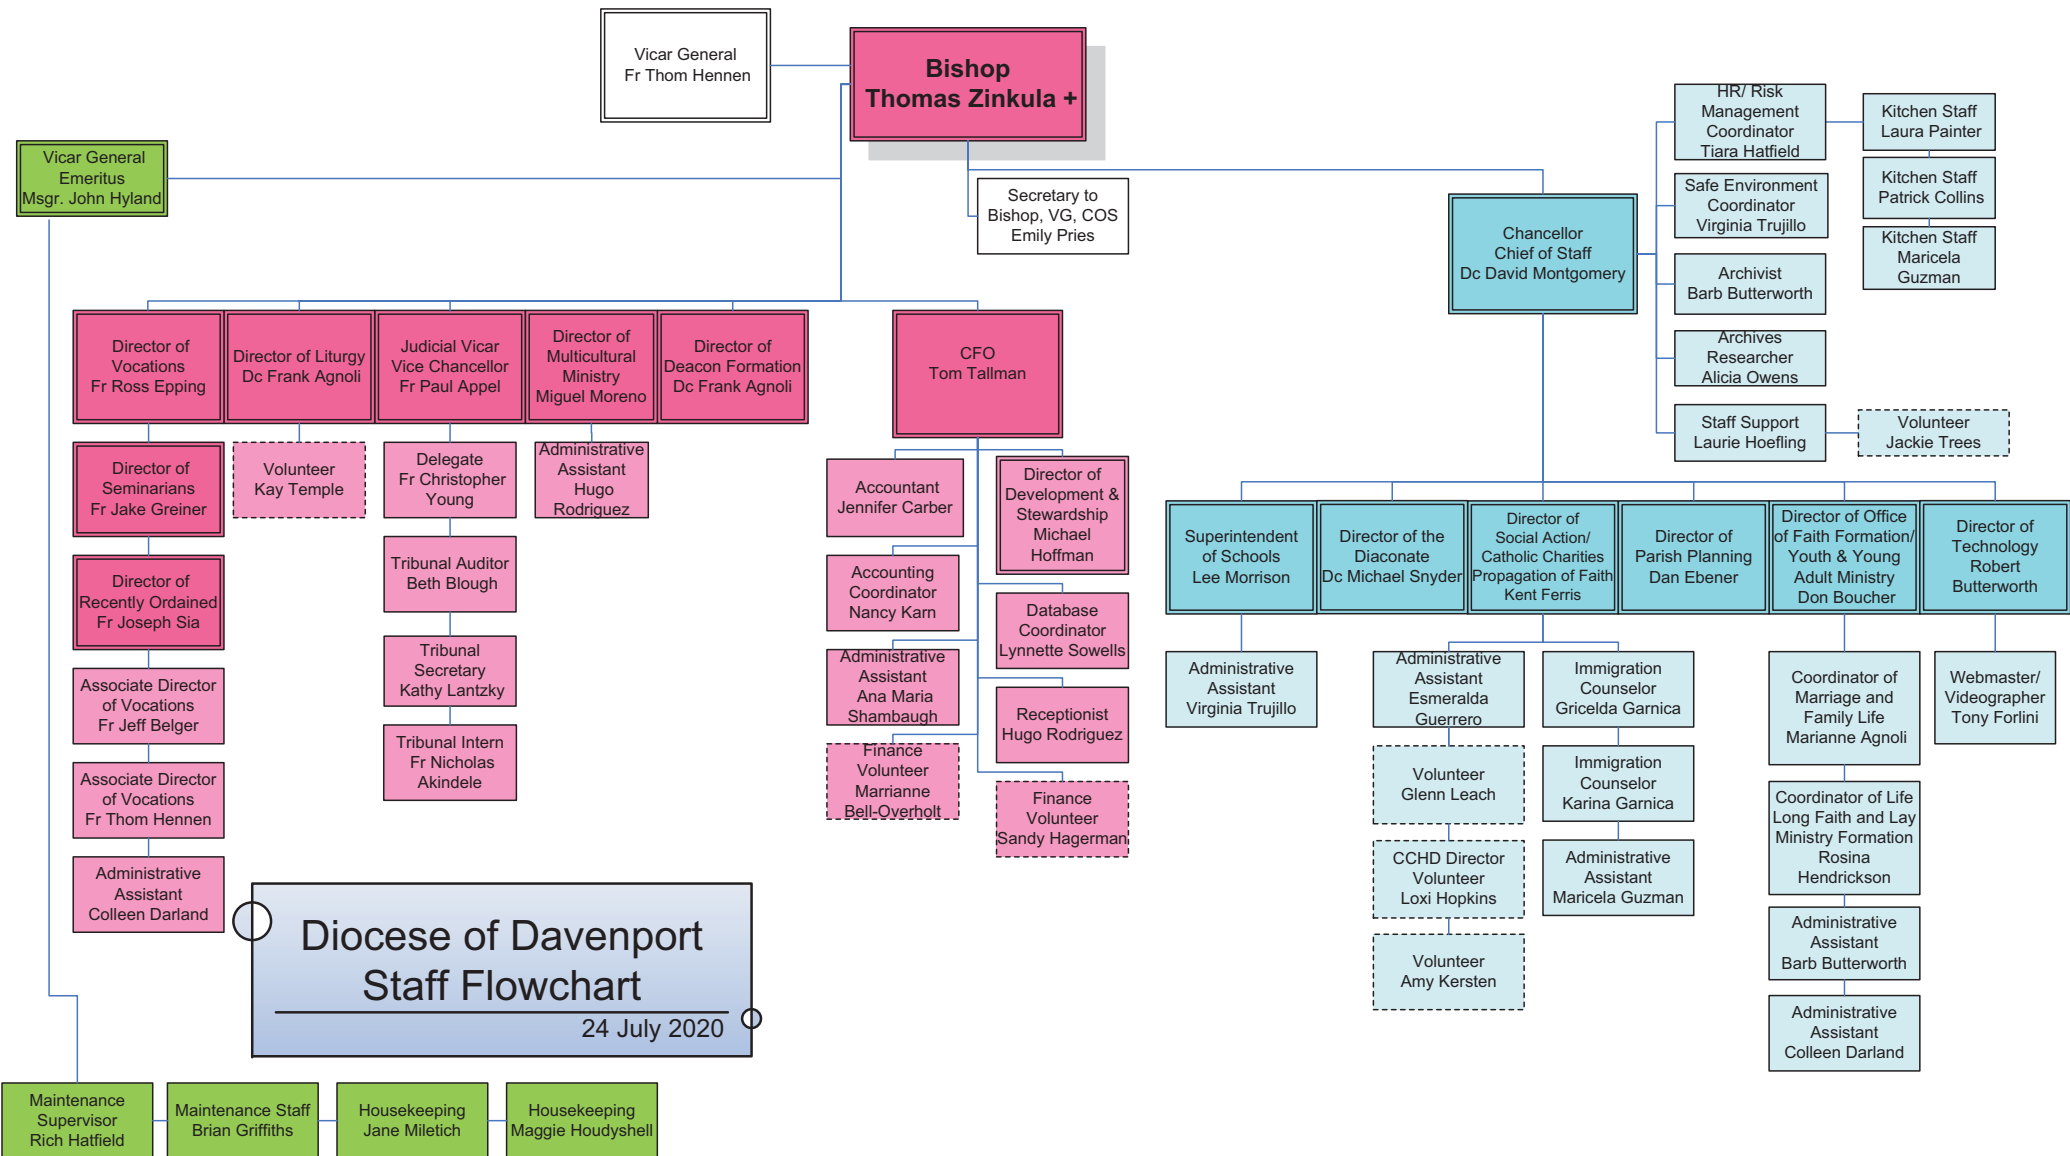 Vicar General
Fr Thom Hennen
Bishop
Thomas Zinkula +
Vicar General
Emeritus
Msgr. John Hyland
Secretary to
Bishop, VG, COS
Emily Pries
Chancellor
Chief of Staff
Dc David Montgomery
HR/ Risk
Management
Coordinator
Tiara Hatfield
Kitchen Staff
Laura Painter
Kitchen Staff
Patrick Collins
Kitchen Staff
Maricela
Guzman
Safe Environment
Coordinator
Virginia Trujillo
Archivist
Barb Butterworth
Archives
Researcher
Alicia Owens
Staff Support
Laurie Hoefling
Volunteer
Jackie Trees
Director of
Vocations
Fr Ross Epping
Director of Liturgy
Dc Frank Agnoli
Judicial Vicar
Vice Chancellor
Fr Paul Appel
Director of
Multicultural
Ministry
Miguel Moreno
Director of
Deacon Formation
Dc Frank Agnoli
CFO
Tom Tallman
Director of
Seminarians
Fr Jake Greiner
Director of
Recently Ordained
Fr Joseph Sia
Associate Director
of Vocations
Fr Jeff Belger
Associate Director
of Vocations
Fr Thom Hennen
Administrative
Assistant
Colleen Darland
Volunteer
Kay Temple
Delegate
Fr Christopher
Young
Tribunal Auditor
Beth Blough
Tribunal
Secretary
Kathy Lantzky
Tribunal Intern
Fr Nicholas
Akindele
Administrative
Assistant
Hugo
Rodriguez
Accountant
Jennifer Carber
Director of
Development &
Stewardship
Michael
Hoffman
Accounting
Coordinator
Nancy Karn
Database
Coordinator
Lynnette Sowells
Administrative
Assistant
Ana Maria
Shambaugh
Receptionist
Hugo Rodriguez
Finance
Volunteer
Marrianne
Bell-Overholt
Finance
Volunteer
Sandy Hagerman
Superintendent
of Schools
Lee Morrison
Director of the
Diaconate
Dc Michael Snyder
Director of
Social Action/
Catholic Charities
Propagation of Faith
Kent Ferris
Director of
Parish Planning
Dan Ebener
Director of Office
of Faith Formation/
Youth & Young
Adult Ministry
Don Boucher
Director of
Technology
Robert
Butterworth
Administrative
Assistant
Virginia Trujillo
Administrative
Assistant
Esmeralda
Guerrero
Volunteer
Glenn Leach
CCHD Director
Volunteer
Loxi Hopkins
Volunteer
Amy Kersten
Immigration
Counselor
Gricelda Garnica
Immigration
Counselor
Karina Garnica
Administrative
Assistant
Maricela Guzman
Coordinator of
Marriage and
Family Life
Marianne Agnoli
Coordinator of Life
Long Faith and Lay
Ministry Formation
Rosina
Hendrickson
Administrative
Assistant
Barb Butterworth
Administrative
Assistant
Colleen Darland
Webmaster/
Videographer
Tony Forlini
Diocese of Davenport
Staff Flowchart
24 July 2020
Maintenance
Supervisor
Rich Hatfield
Maintenance Staff
Brian Griffiths
Housekeeping
Jane Miletich
Housekeeping
Maggie Houdyshell